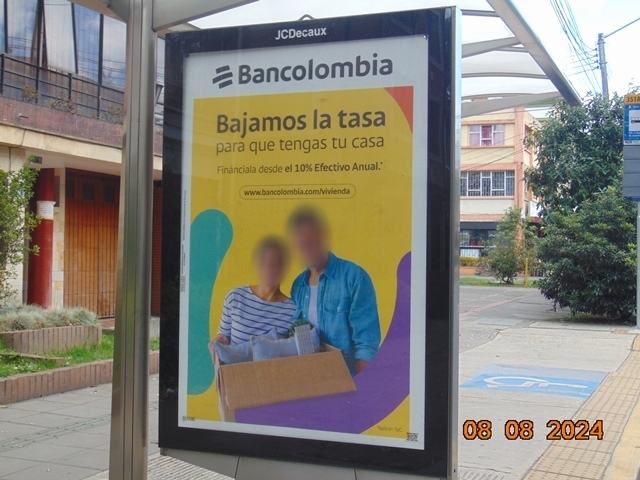 JCDecaux
Bancolombia
Bajamos la tasa
para que tengas tu casa
Fináncíala desde el 10% Efectivo Anual.*
www.bancolombia.com/vivienda
08 08 2024